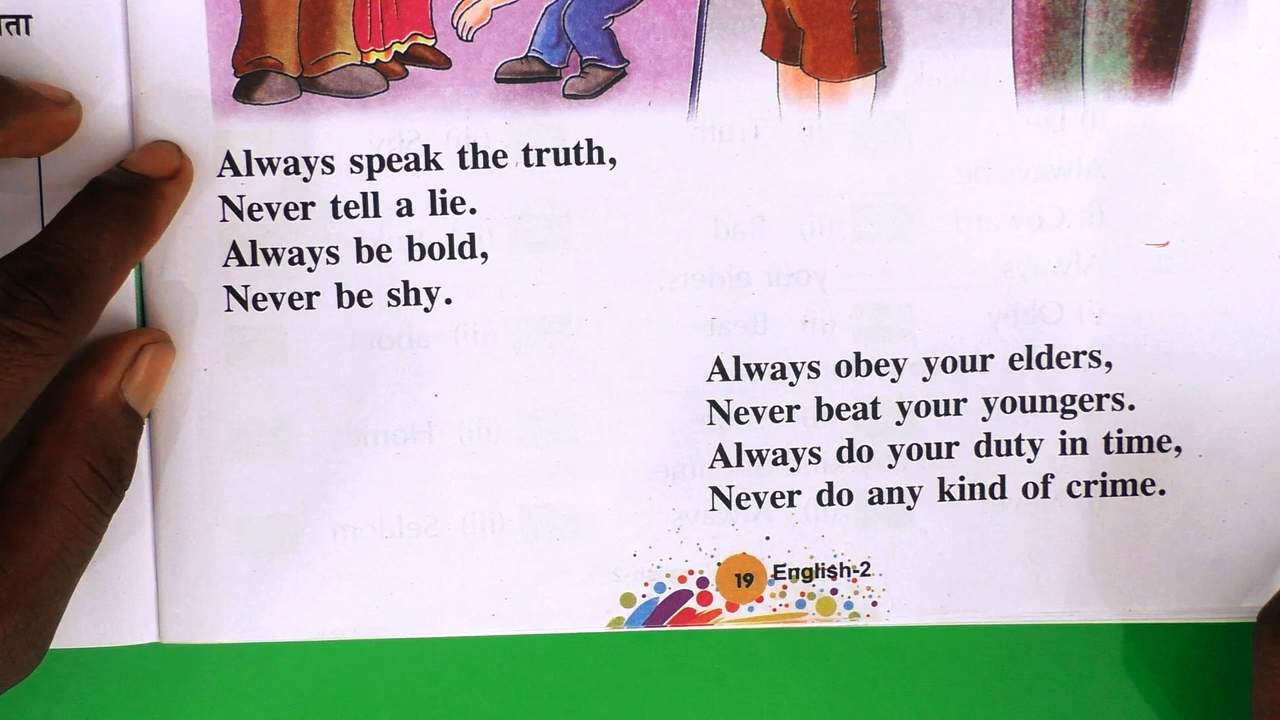 Always speak the truth,
Never tell a lie.
Always be bold,
Never be shy.
Always obey your elders,
Never beat your youngers.
Always do your duty in time,
Never do any kind of crime.
19 English-2